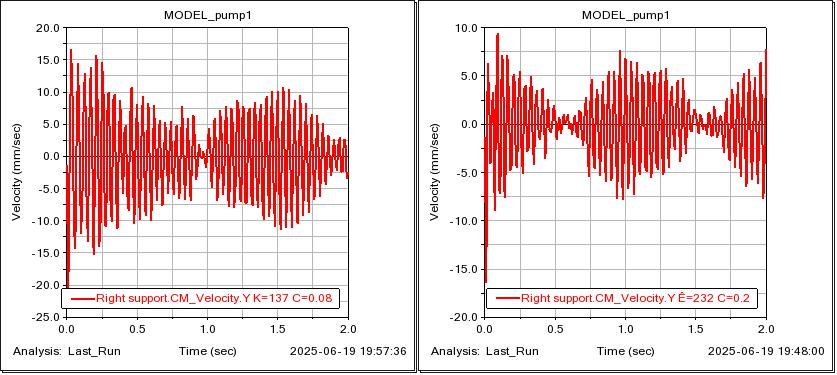 MODEL_pump1
20.0
15.0
10.0
5.0
0.0
-5.0
-10.0
-15.0
-20.0
-25.0
Velocity (mm/sec)
Right support.CM_Velocity.Y K=137 C=0.08
0.0 0.5 1.0 1.5 2.0
Analysis: Last_Run Time (sec) 2025-06-19 19:57:36
MODEL_pump1
10.0
5.0
0.0
-5.0
-10.0
-15.0
-20.0
Velocity (mm/sec)
Right support.CM_Velocity.Y Ê=232 C=0.2
0.0 0.5 1.0 1.5 2.0
Analysis: Last_Run Time (sec) 2025-06-19 19:48:00